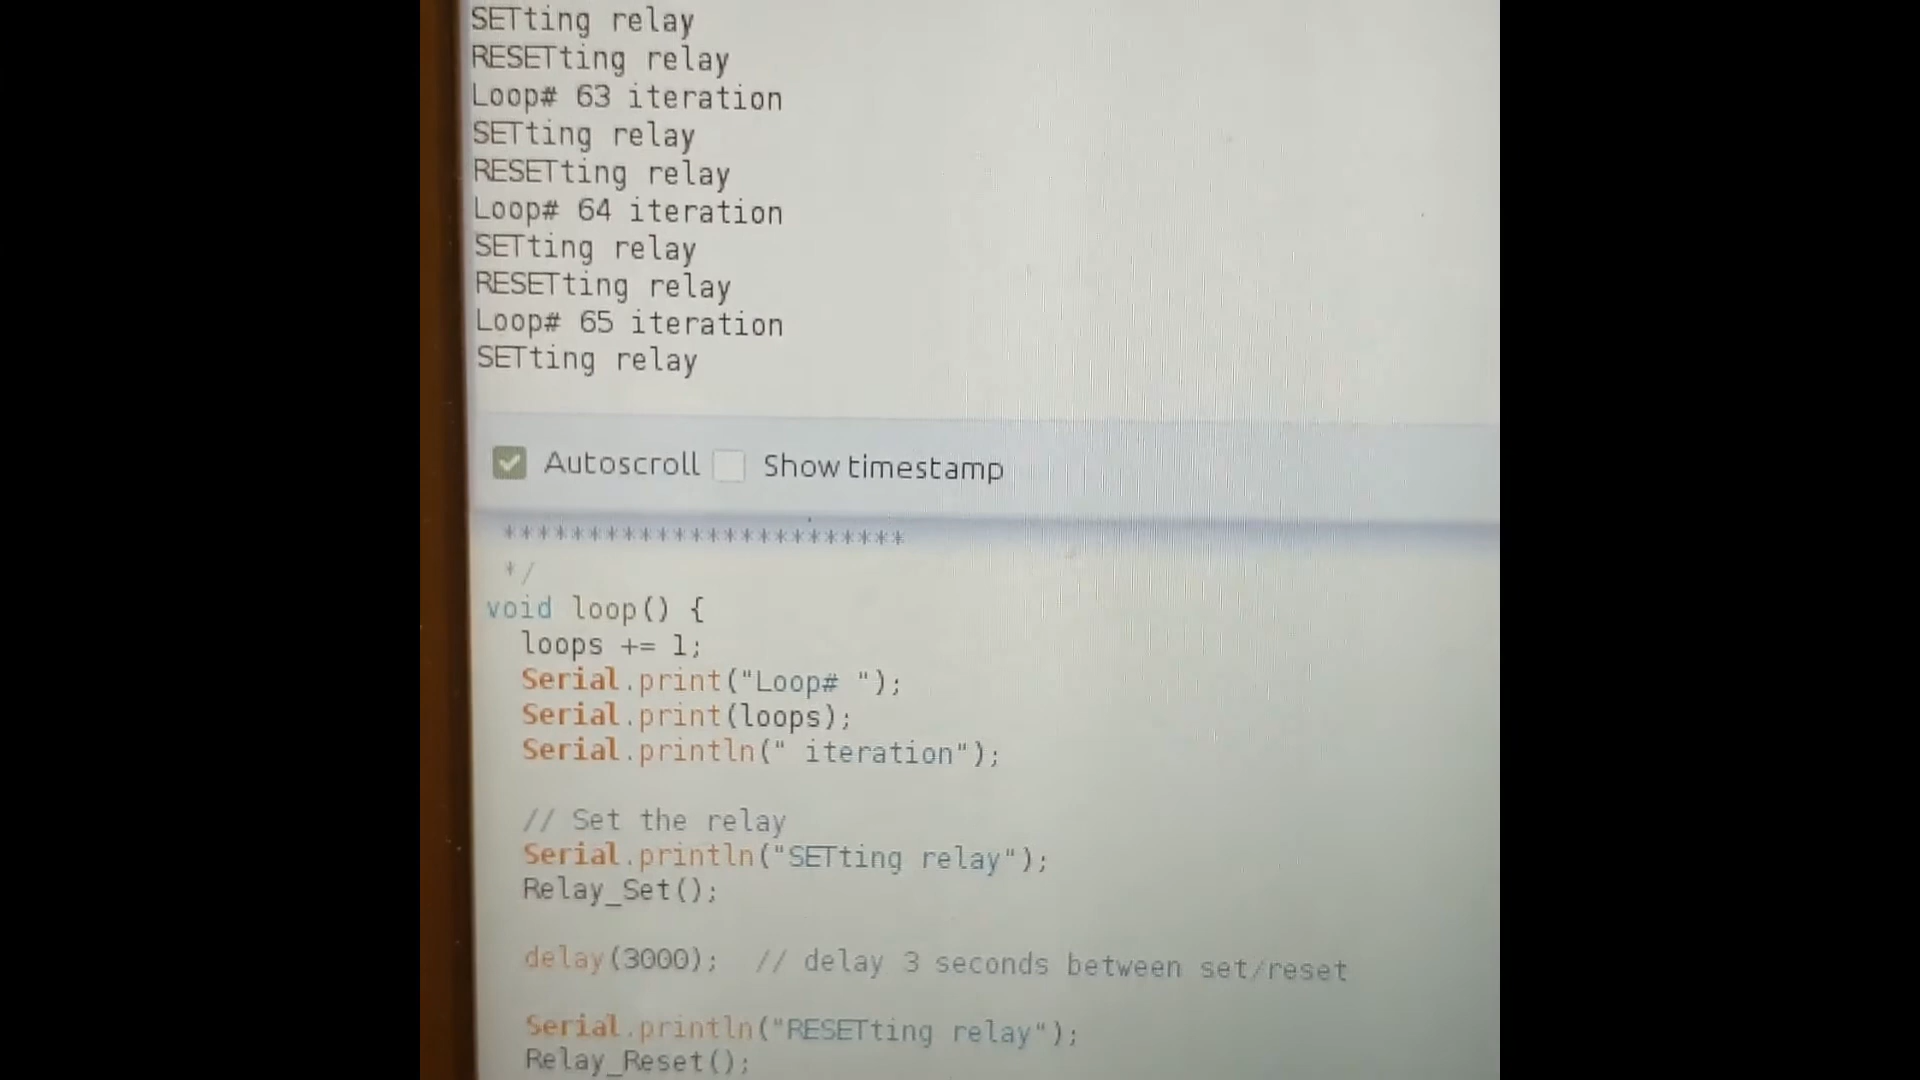 SETting relay
RESETting relay
Loop# 63 iteration
SETting relay
RESETting relay
Loop# 64 iteration
SETting relay
RESETting relay
Loop# 65 iteration
SETting relay
Autoscroll Show timestamp
************************
*/
void loop() {
loops += 1;
Serial.print("Loop# ");
Serial.print(loops);
Serial.println(" iteration");
// Set the relay
Serial.println("SETting relay");
Relay_Set();
delay(3000); // delay 3 seconds between set/reset
Serial.println("RESETting relay");
Relay_Reset();